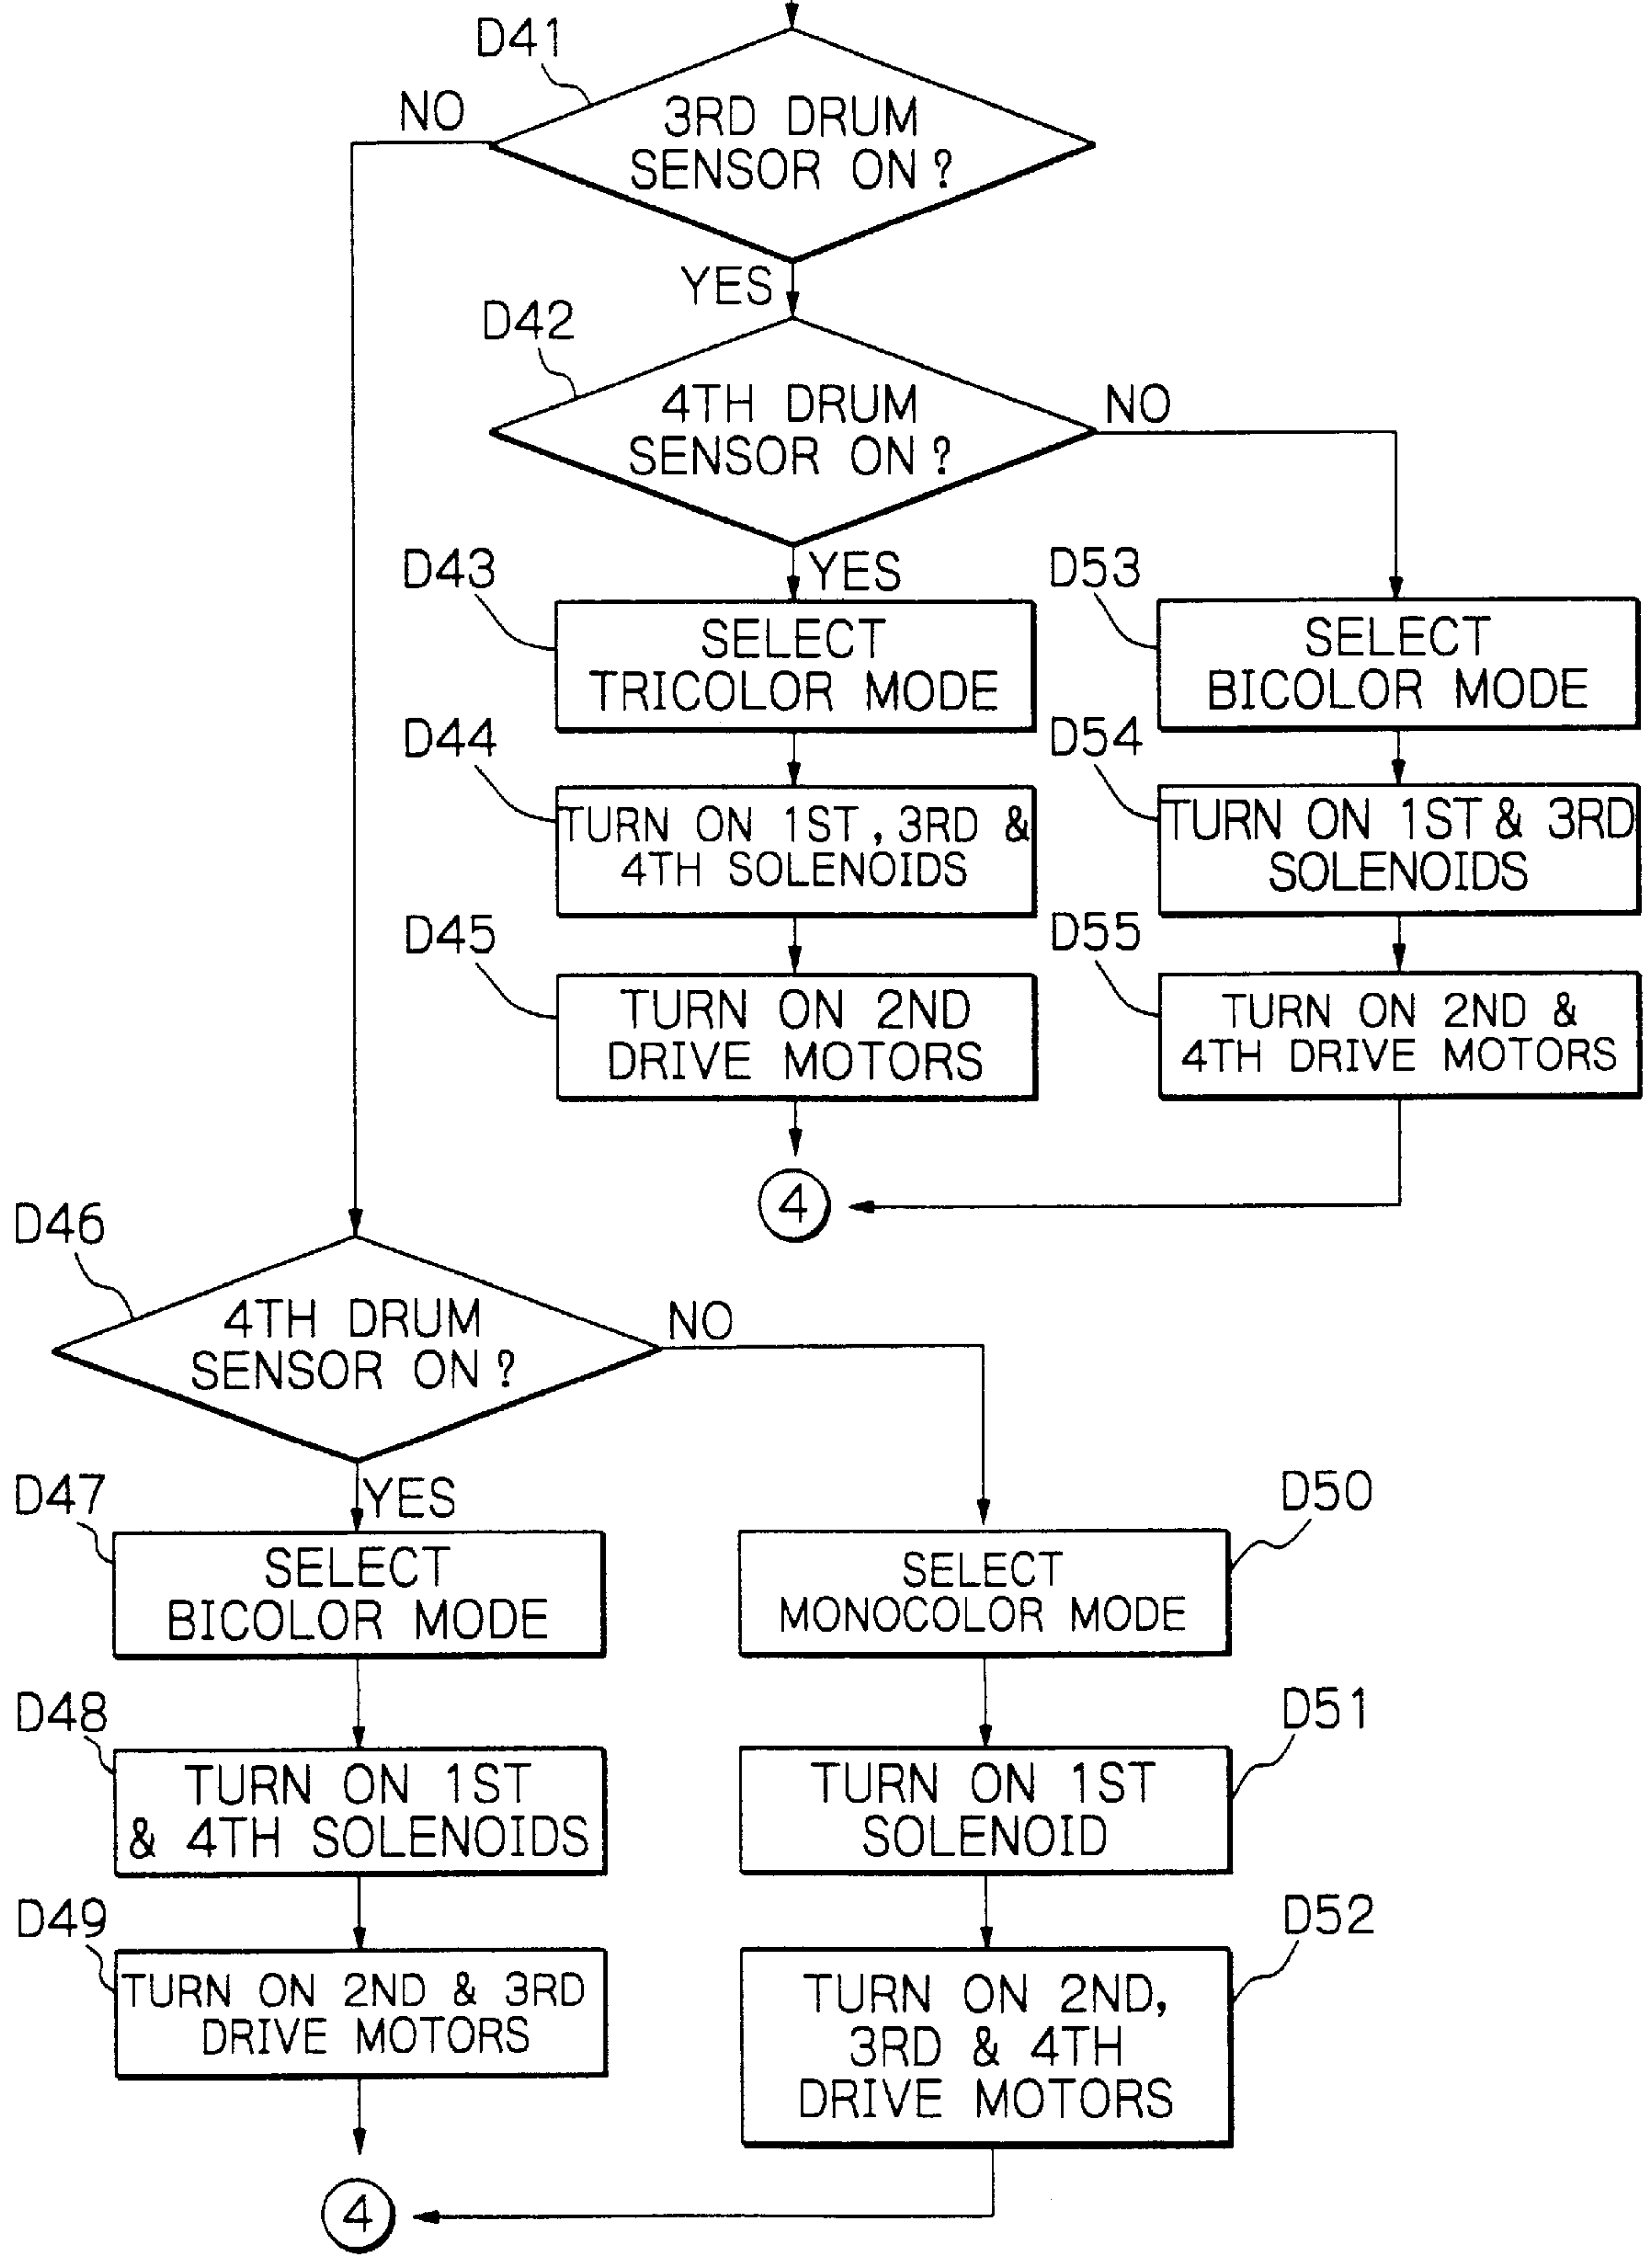 D41
NO
3RD DRUM
SENSOR ON?
YES
D42
4TH DRUM
SENSOR ON?
NO
YES
D43
SELECT
TRICOLOR MODE
D53
SELECT
BICOLOR MODE
D44
TURN ON 1ST, 3RD &
4TH SOLENOIDS
D54
TURN ON 1ST & 3RD
SOLENOIDS
D45
TURN ON 2ND
DRIVE MOTORS
D55
TURN ON 2ND &
4TH DRIVE MOTORS
4
D46
4TH DRUM
SENSOR ON?
NO
YES
D47
SELECT
BICOLOR MODE
D50
SELECT
MONOCOLOR MODE
D48
TURN ON 1ST
& 4TH SOLENOIDS
D51
TURN ON 1ST
SOLENOID
D49
TURN ON 2ND & 3RD
DRIVE MOTORS
D52
TURN ON 2ND,
3RD & 4TH
DRIVE MOTORS
4